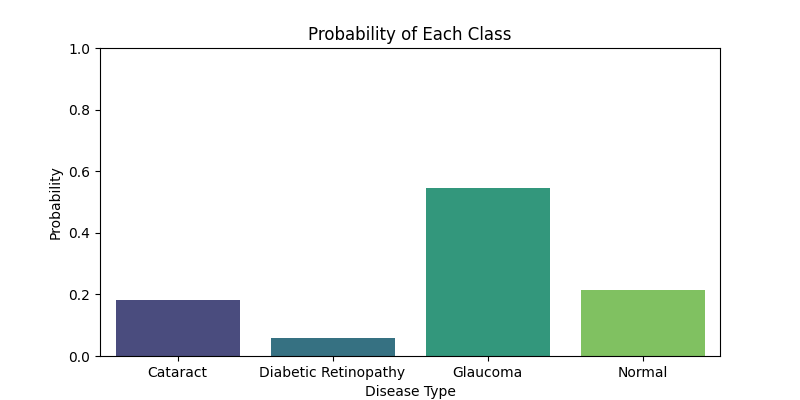 Probability of Each Class
1.0
0.8
0.6
0.4
0.2
0.0
Probability
Cataract
Diabetic Retinopathy
Glaucoma
Normal
Disease Type